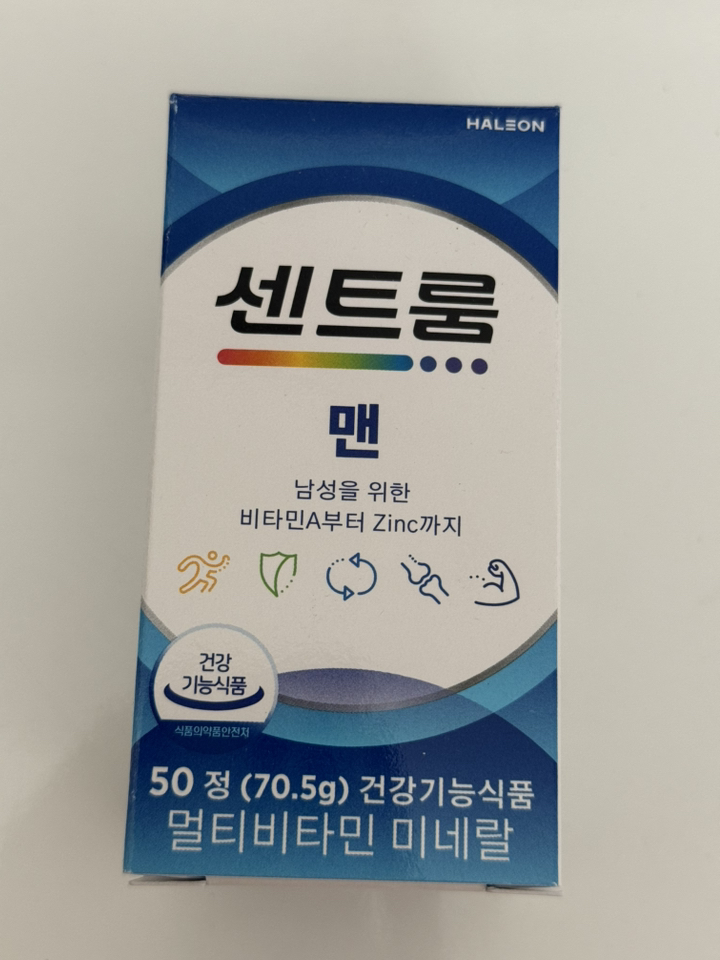 HALEON
센트룸
맨
남성을 위한
비타민A부터 Zinc까지
건강
기능식품
식품의약품안전처
50 정 (70.5g) 건강기능식품
멀티비타민 미네랄